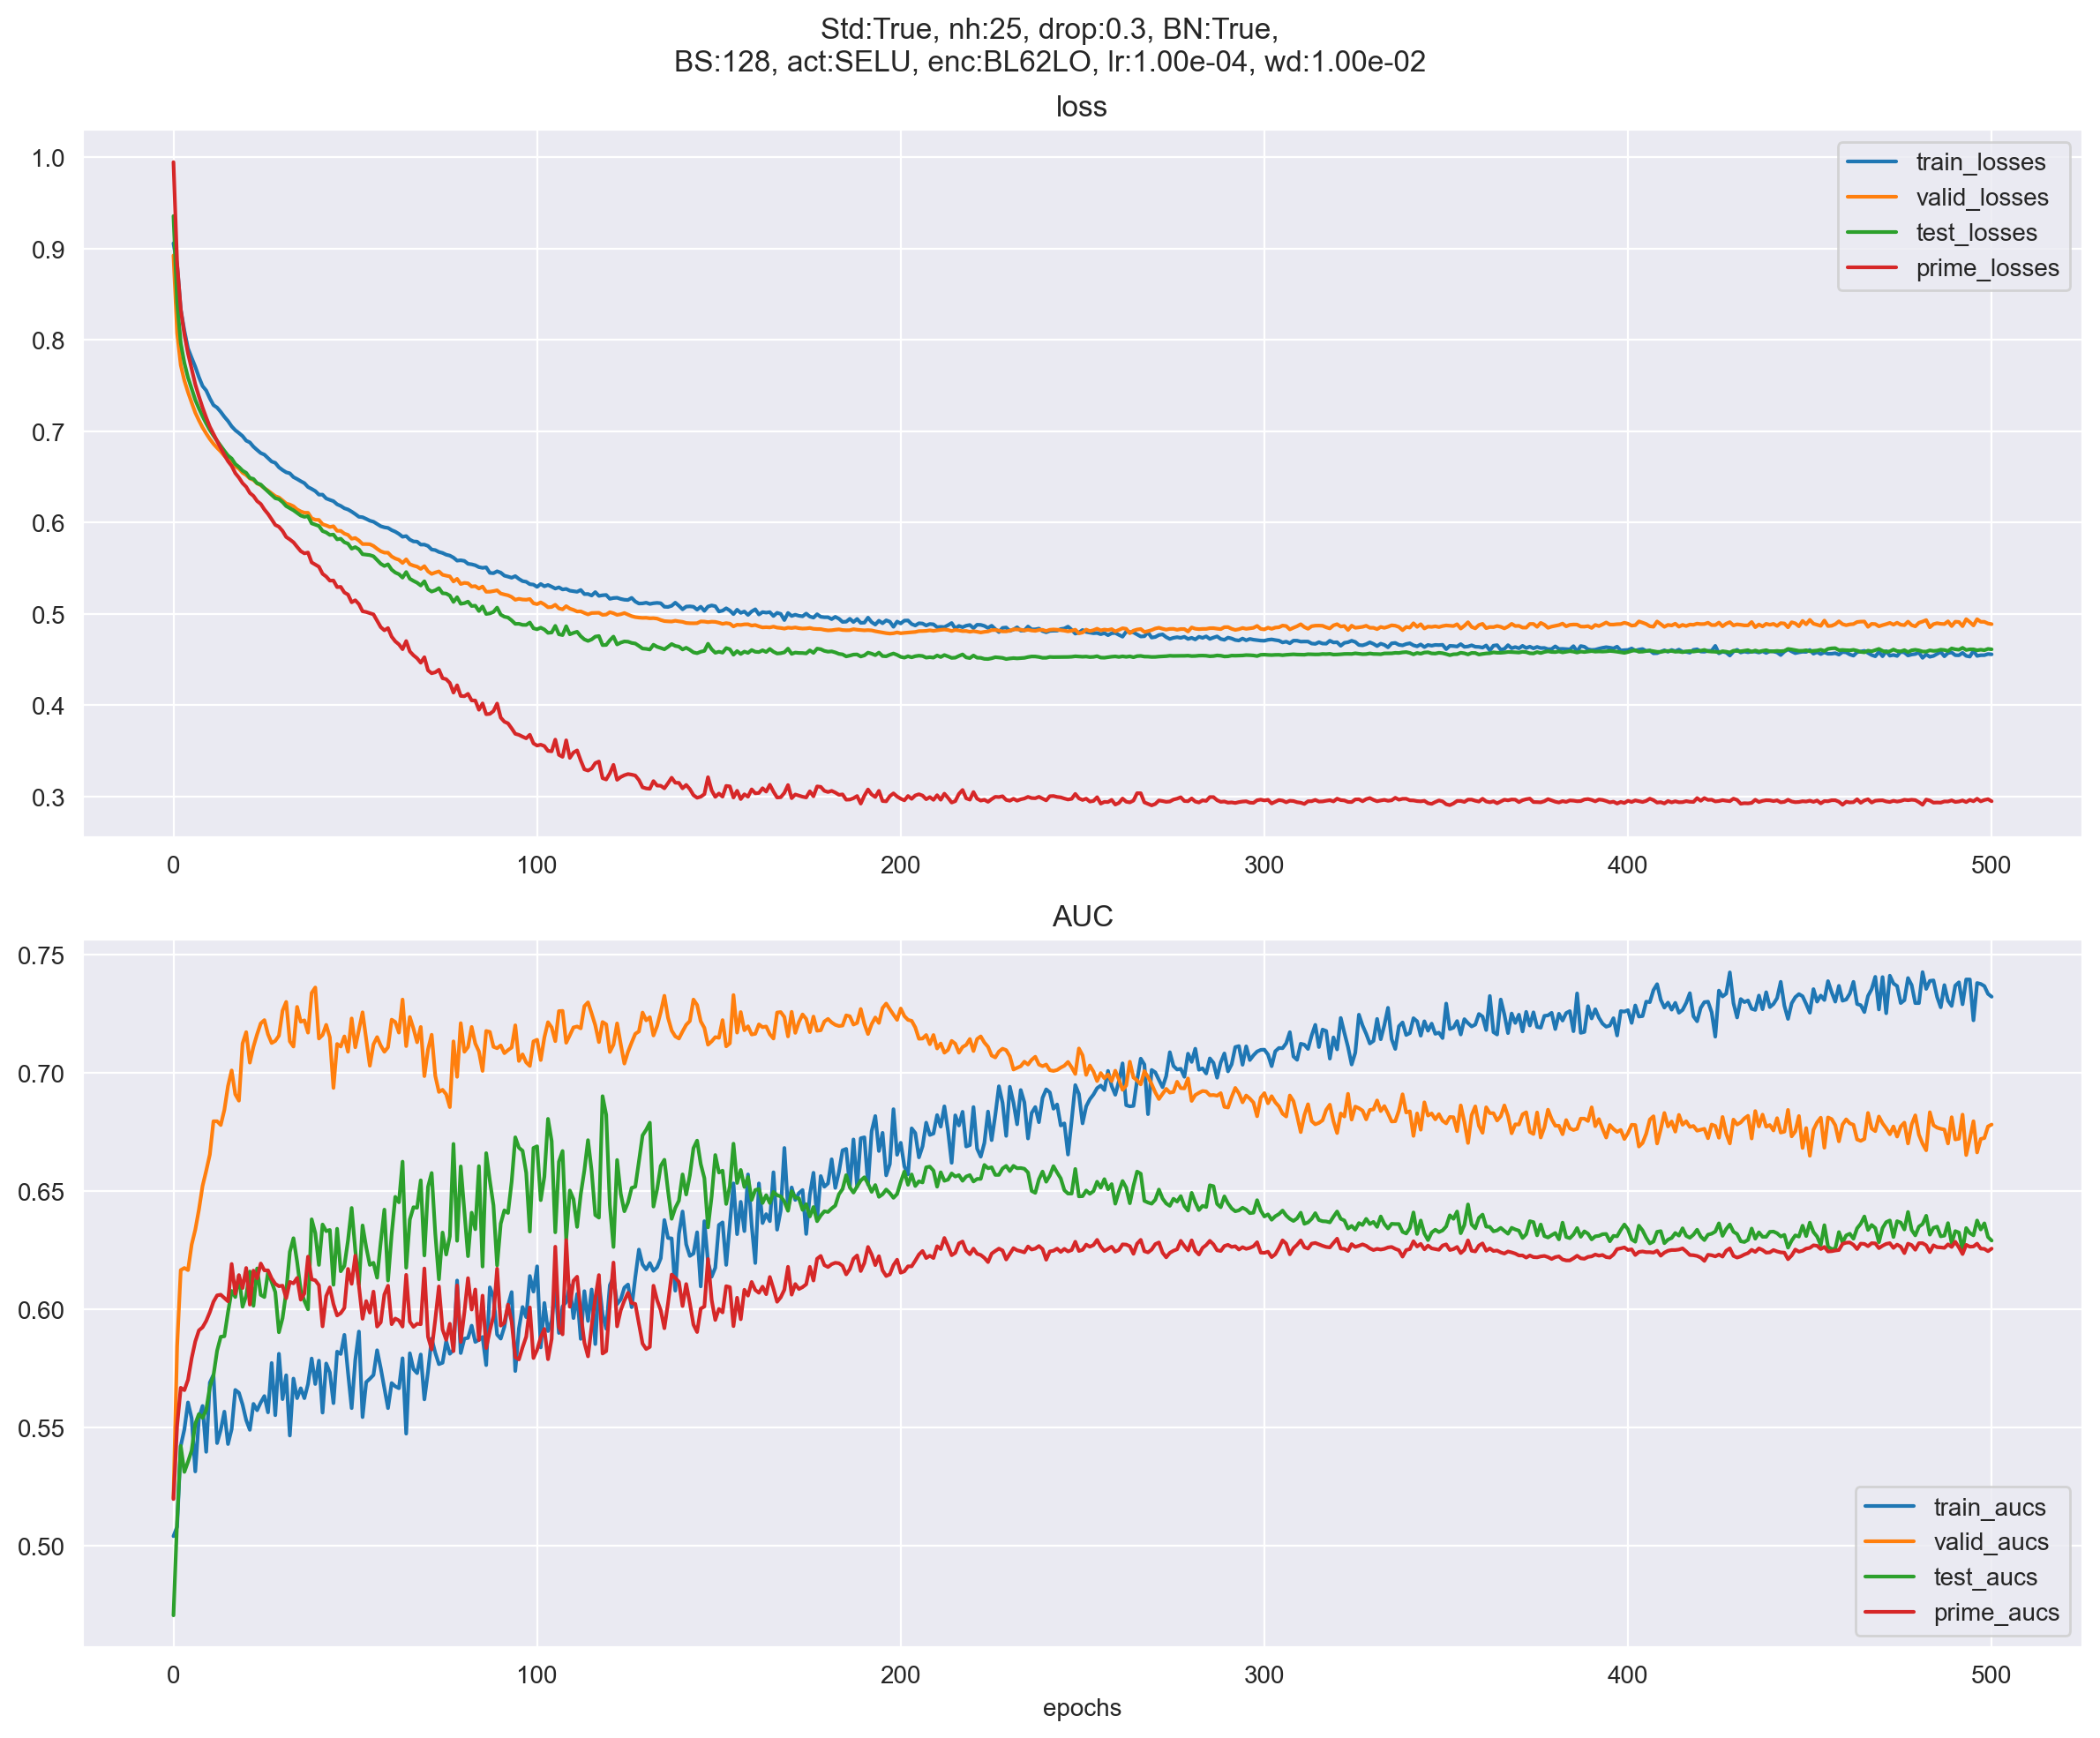 Std:True, nh:25, drop:0.3, BN:True,
BS:128, act:SELU, enc:BL62LO, lr:1.00e-04, wd:1.00e-02
loss
1.0
0.9
0.8
0.7
0.6
0.5
0.4
0.3
train_losses
valid_losses
test_losses
prime_losses
0 100 200 300 400 500
AUC
0.75
0.70
0.65
0.60
0.55
0.50
train_aucs
valid_aucs
test_aucs
prime_aucs
0 100 200 300 400 500
epochs